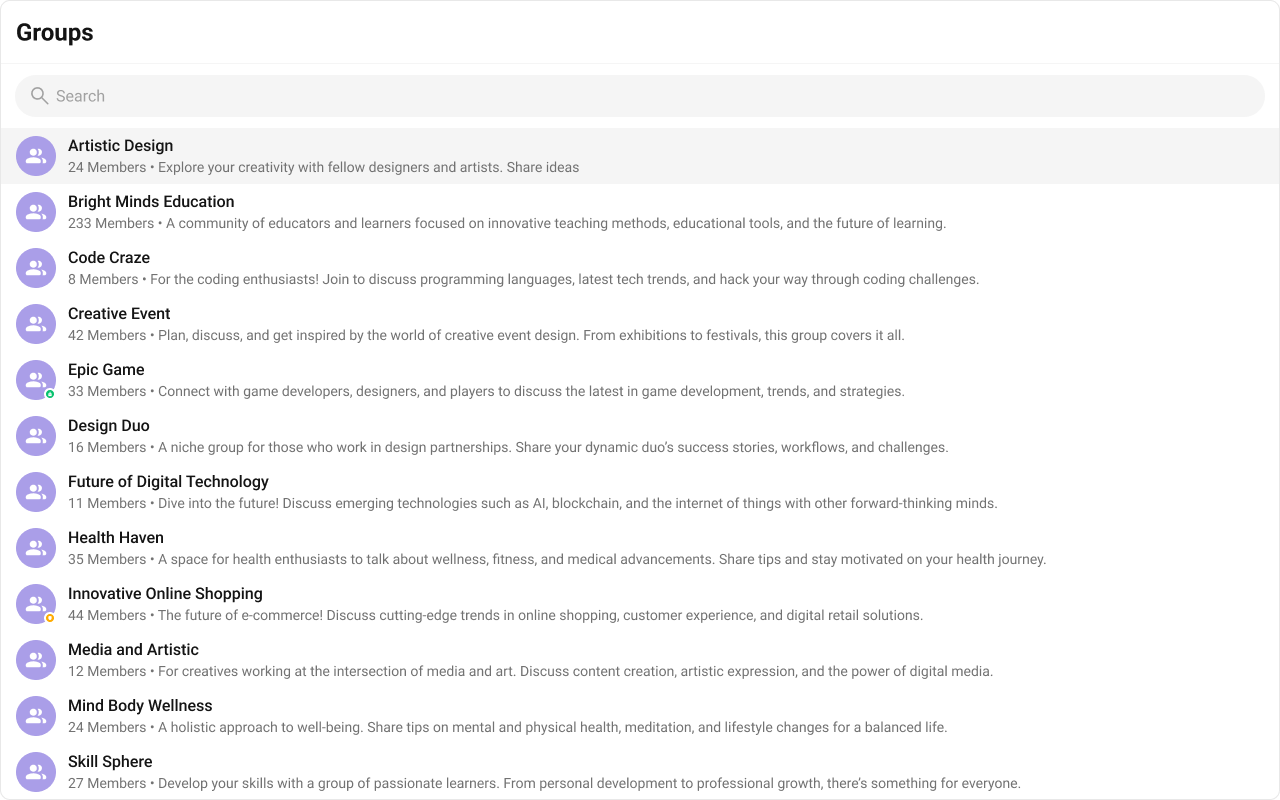 Groups
Search
Artistic Design
24 Members • Explore your creativity with fellow designers and artists. Share ideas
Bright Minds Education
233 Members • A community of educators and learners focused on innovative teaching methods, educational tools, and the future of learning.
Code Craze
8 Members • For the coding enthusiasts! Join to discuss programming languages, latest tech trends, and hack your way through coding challenges.
Creative Event
42 Members • Plan, discuss, and get inspired by the world of creative event design. From exhibitions to festivals, this group covers it all.
Epic Game
33 Members • Connect with game developers, designers, and players to discuss the latest in game development, trends, and strategies.
Design Duo
16 Members • A niche group for those who work in design partnerships. Share your dynamic duo’s success stories, workflows, and challenges.
Future of Digital Technology
11 Members • Dive into the future! Discuss emerging technologies such as AI, blockchain, and the internet of things with other forward-thinking minds.
Health Haven
35 Members • A space for health enthusiasts to talk about wellness, fitness, and medical advancements. Share tips and stay motivated on your health journey.
Innovative Online Shopping
44 Members • The future of e-commerce! Discuss cutting-edge trends in online shopping, customer experience, and digital retail solutions.
Media and Artistic
12 Members • For creatives working at the intersection of media and art. Discuss content creation, artistic expression, and the power of digital media.
Mind Body Wellness
24 Members • A holistic approach to well-being. Share tips on mental and physical health, meditation, and lifestyle changes for a balanced life.
Skill Sphere
27 Members • Develop your skills with a group of passionate learners. From personal development to professional growth, there’s something for everyone.